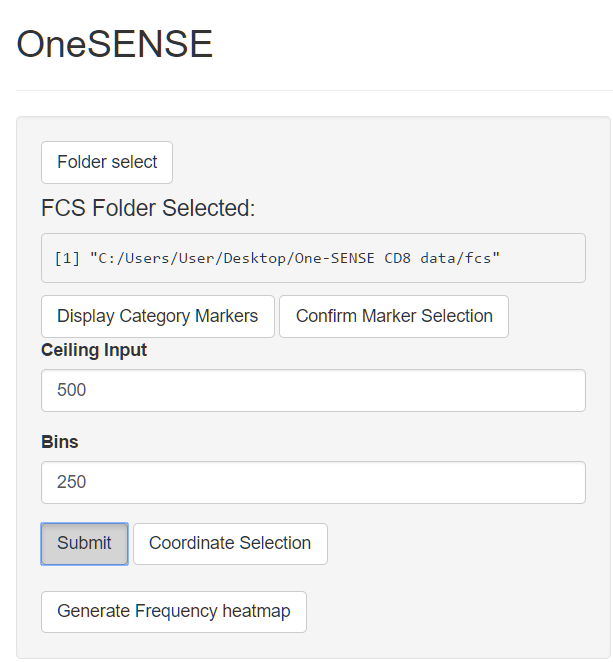 OneSENSE
Folder select
FCS Folder Selected:
[1] "C:/Users/User/Desktop/One-SENSE CD8 data/fcs"
Display Category Markers Confirm Marker Selection
Ceiling Input
500
Bins
250
Submit Coordinate Selection
Generate Frequency heatmap